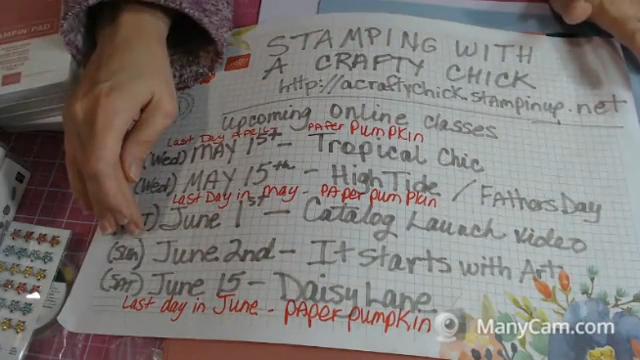 STAMPIN' PAD
STAMPING WITH
A CRAFTY CHICK
http://acraftychick.stampinup.net
upcoming online classes
Last Day April PAPER PUMPKIN
(Wed) MAY 1st - Tropical Chic
(Wed) MAY 15th - High Tide / FAthers Day
Last Day in may - PAPer pumpkin
June 1st - Catalog Launch video
(Sun) June 2nd - It starts with Art
(SAT) June 15 - Daisy Lane
Last day in June - PAPer pumpkin
ManyCam.com